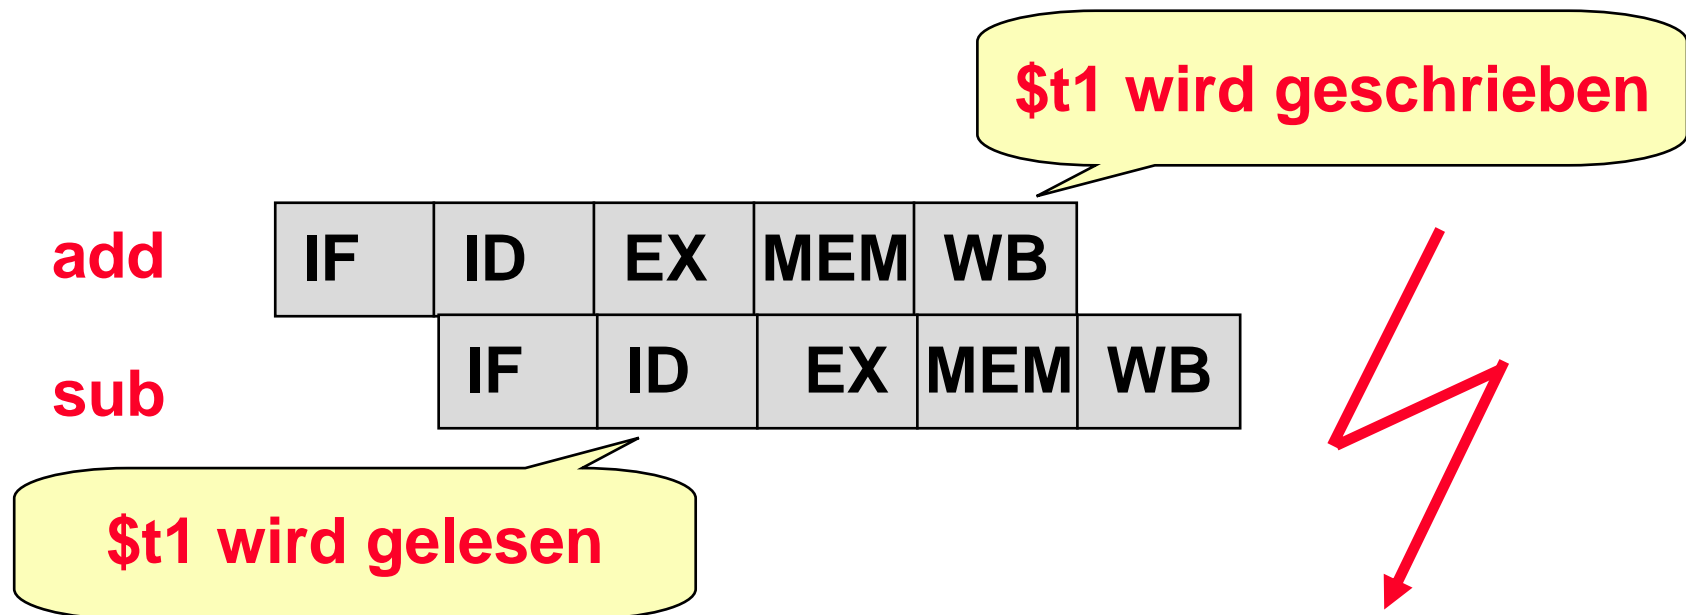 $t1 wird geschrieben
add IF ID EX MEM WB
sub IF ID EX MEM WB
$t1 wird gelesen